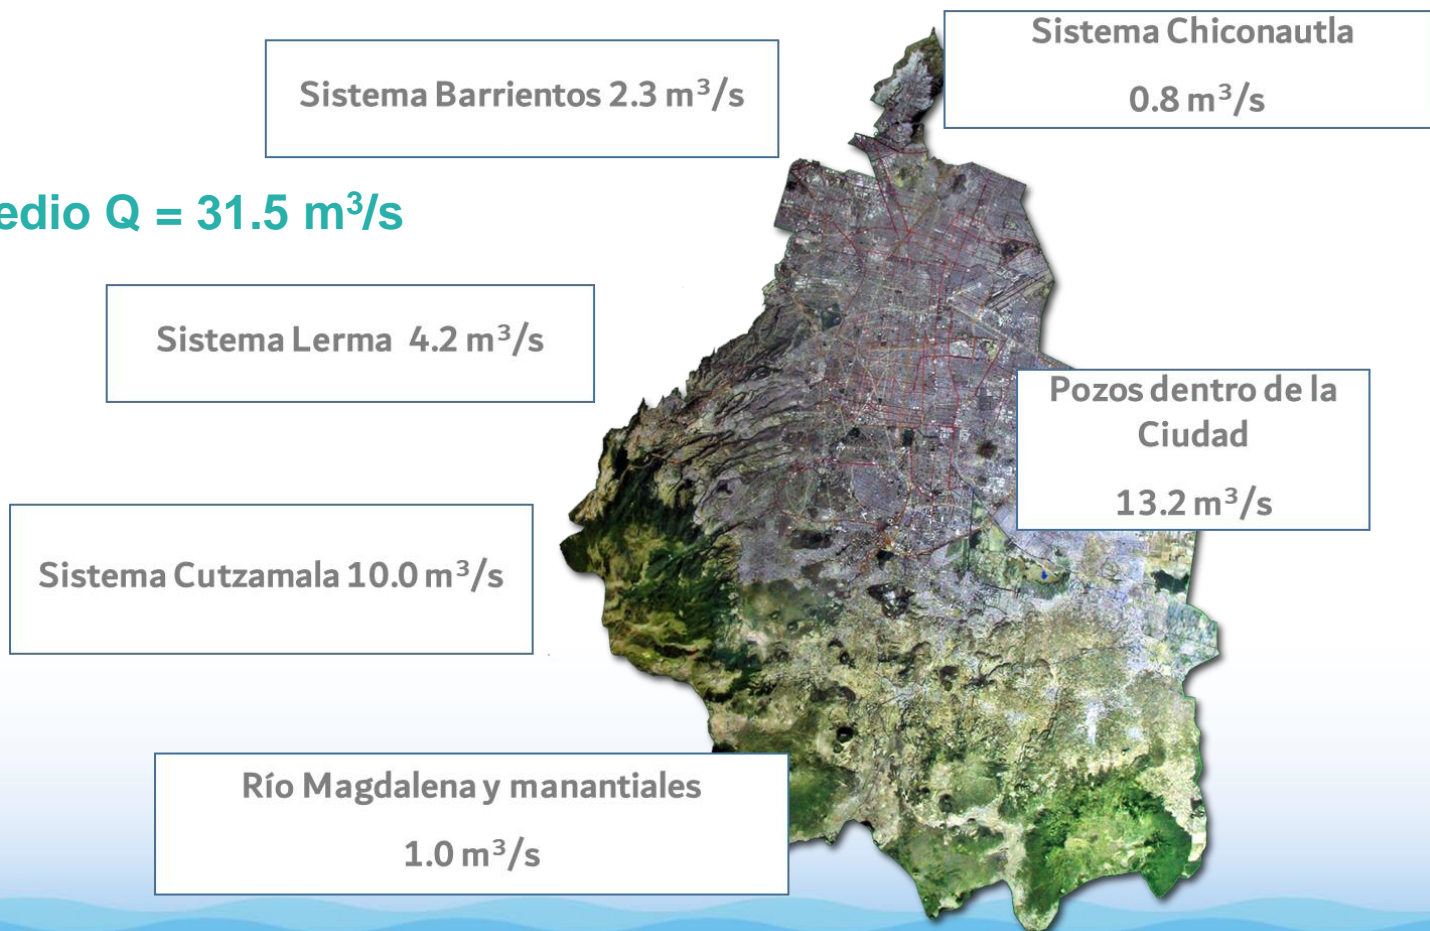 Sistema Chiconautla
0.8 m³/s
Sistema Barrientos 2.3 m³/s
edio Q = 31.5 m³/s
Sistema Lerma 4.2 m³/s
Pozos dentro de la
Ciudad
13.2 m³/s
Sistema Cutzamala 10.0 m³/s
Río Magdalena y manantiales
1.0 m³/s